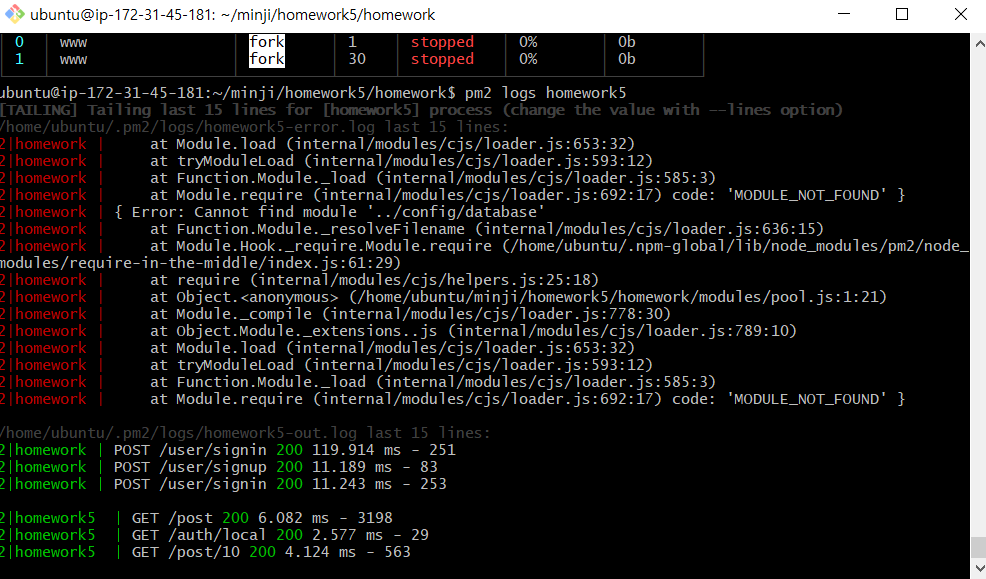 ubuntu@ip-172-31-45-181: ~/minji/homework5/homework
0 | www | fork | 1 | stopped | 0% | 0b
1 | www | fork | 30 | stopped | 0% | 0b
ubuntu@ip-172-31-45-181:~/minji/homework5/homework$ pm2 logs homework5
[TAILING] Tailing last 15 lines for [homework5] process (change the value with --lines option)
/home/ubuntu/.pm2/logs/homework5-error.log last 15 lines:
2|homework |     at Module.load (internal/modules/cjs/loader.js:653:32)
2|homework |     at tryModuleLoad (internal/modules/cjs/loader.js:593:12)
2|homework |     at Function.Module._load (internal/modules/cjs/loader.js:585:3)
2|homework |     at Module.require (internal/modules/cjs/loader.js:692:17) code: 'MODULE_NOT_FOUND' }
2|homework | { Error: Cannot find module '../config/database'
2|homework |     at Function.Module._resolveFilename (internal/modules/cjs/loader.js:636:15)
2|homework |     at Module.Hook._require.Module.require (/home/ubuntu/.npm-global/lib/node_modules/pm2/node_
modules/require-in-the-middle/index.js:61:29)
2|homework |     at require (internal/modules/cjs/helpers.js:25:18)
2|homework |     at Object.<anonymous> (/home/ubuntu/minji/homework5/homework/modules/pool.js:1:21)
2|homework |     at Module._compile (internal/modules/cjs/loader.js:778:30)
2|homework |     at Object.Module._extensions..js (internal/modules/cjs/loader.js:789:10)
2|homework |     at Module.load (internal/modules/cjs/loader.js:653:32)
2|homework |     at tryModuleLoad (internal/modules/cjs/loader.js:593:12)
2|homework |     at Function.Module._load (internal/modules/cjs/loader.js:585:3)
2|homework |     at Module.require (internal/modules/cjs/loader.js:692:17) code: 'MODULE_NOT_FOUND' }
/home/ubuntu/.pm2/logs/homework5-out.log last 15 lines:
2|homework | POST /user/signin 200 119.914 ms - 251
2|homework | POST /user/signup 200 11.189 ms - 83
2|homework | POST /user/signin 200 11.243 ms - 253
2|homework5  | GET /post 200 6.082 ms - 3198
2|homework5  | GET /auth/local 200 2.577 ms - 29
2|homework5  | GET /post/10 200 4.124 ms - 563